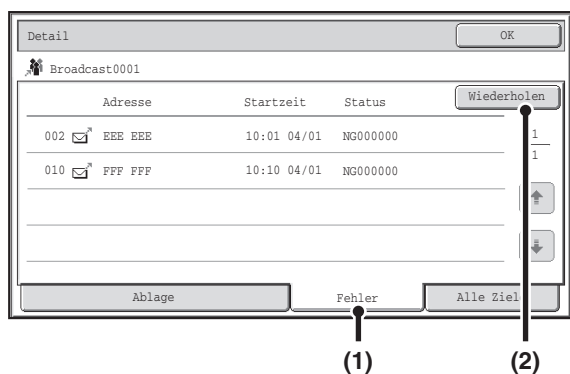 Detail OK
Broadcast0001
Adresse Startzeit Status Wiederholen
002 EEE EEE 10:01 04/01 NG000000 1
1
010 FFF FFF 10:10 04/01 NG000000
Ablage Fehler Alle Ziel
(1) (2)